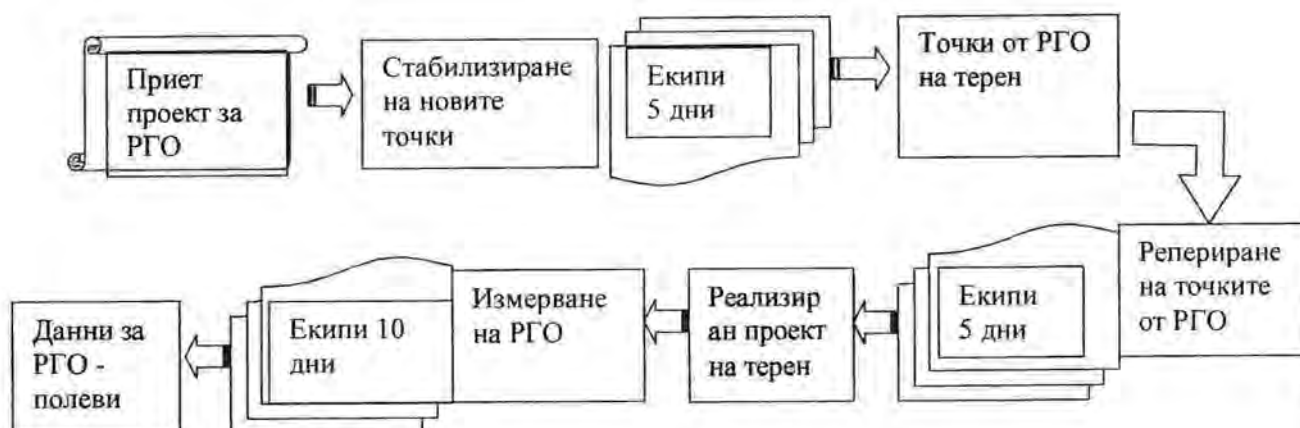 Приет
проект за
РГО
Стабилизиране
на новите
точки
Екипи
5 дни
Точки от РГО
на терен
Репериране
на точките
от РГО
Екипи
5 дни
Реализир
ан проект
на терен
Измерване
на РГО
Екипи 10
дни
Данни за
РГО -
полеви